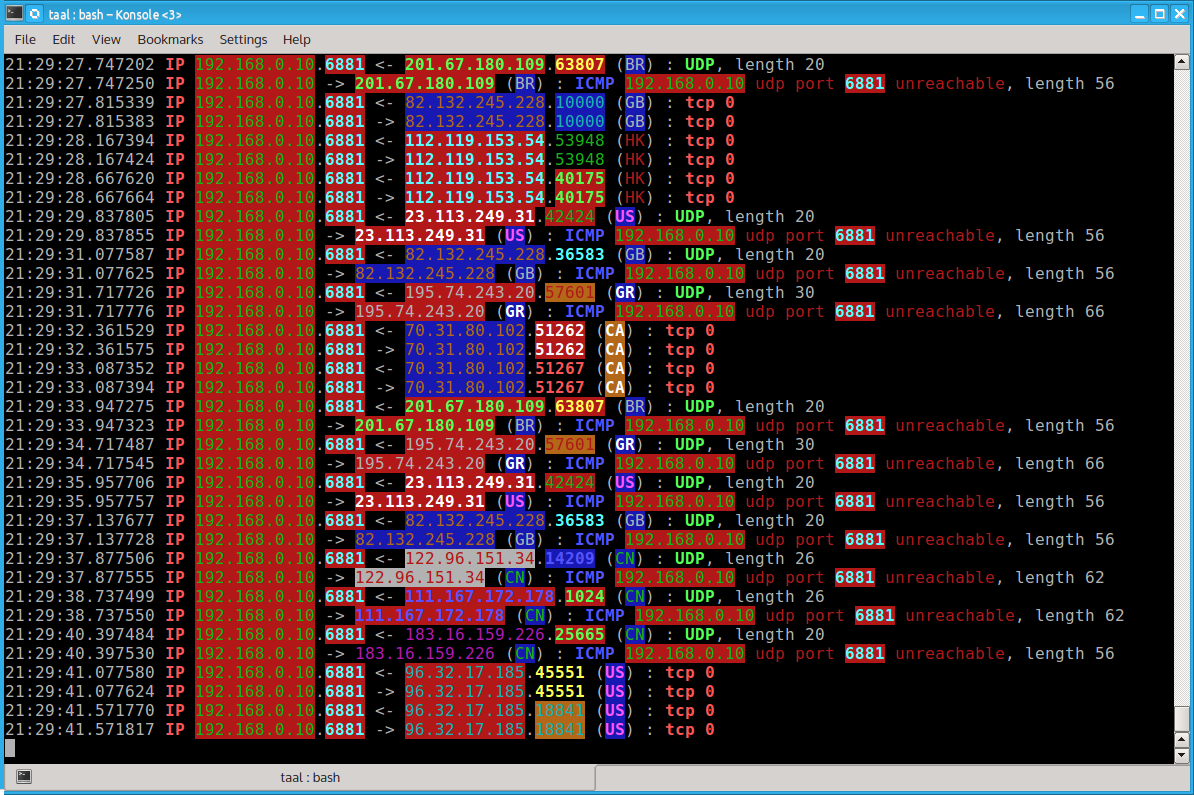 taal : bash – Konsole <3>
File Edit View Bookmarks Settings Help
21:29:27.747202 IP 192.168.0.10.6881 <- 201.67.180.109.63807 (BR) : UDP, length 20
21:29:27.747250 IP 192.168.0.10 -> 201.67.180.109 (BR) : ICMP 192.168.0.10 udp port 6881 unreachable, length 56
21:29:27.815339 IP 192.168.0.10.6881 <- 82.132.245.228.10000 (GB) : tcp 0
21:29:27.815383 IP 192.168.0.10.6881 -> 82.132.245.228.10000 (GB) : tcp 0
21:29:28.167394 IP 192.168.0.10.6881 <- 112.119.153.54.53948 (HK) : tcp 0
21:29:28.167424 IP 192.168.0.10.6881 -> 112.119.153.54.53948 (HK) : tcp 0
21:29:28.667620 IP 192.168.0.10.6881 <- 112.119.153.54.40175 (HK) : tcp 0
21:29:28.667664 IP 192.168.0.10.6881 -> 112.119.153.54.40175 (HK) : tcp 0
21:29:29.837805 IP 192.168.0.10.6881 <- 23.113.249.31.42424 (US) : UDP, length 20
21:29:29.837855 IP 192.168.0.10 -> 23.113.249.31 (US) : ICMP 192.168.0.10 udp port 6881 unreachable, length 56
21:29:31.077587 IP 192.168.0.10.6881 <- 82.132.245.228.36583 (GB) : UDP, length 20
21:29:31.077625 IP 192.168.0.10 -> 82.132.245.228 (GB) : ICMP 192.168.0.10 udp port 6881 unreachable, length 56
21:29:31.717726 IP 192.168.0.10.6881 <- 195.74.243.20.57601 (GR) : UDP, length 30
21:29:31.717776 IP 192.168.0.10 -> 195.74.243.20 (GR) : ICMP 192.168.0.10 udp port 6881 unreachable, length 66
21:29:32.361529 IP 192.168.0.10.6881 <- 70.31.80.102.51262 (CA) : tcp 0
21:29:32.361575 IP 192.168.0.10.6881 -> 70.31.80.102.51262 (CA) : tcp 0
21:29:33.087352 IP 192.168.0.10.6881 <- 70.31.80.102.51267 (CA) : tcp 0
21:29:33.087394 IP 192.168.0.10.6881 -> 70.31.80.102.51267 (CA) : tcp 0
21:29:33.947275 IP 192.168.0.10.6881 <- 201.67.180.109.63807 (BR) : UDP, length 20
21:29:33.947323 IP 192.168.0.10 -> 201.67.180.109 (BR) : ICMP 192.168.0.10 udp port 6881 unreachable, length 56
21:29:34.717487 IP 192.168.0.10.6881 <- 195.74.243.20.57601 (GR) : UDP, length 30
21:29:34.717545 IP 192.168.0.10 -> 195.74.243.20 (GR) : ICMP 192.168.0.10 udp port 6881 unreachable, length 66
21:29:35.957706 IP 192.168.0.10.6881 <- 23.113.249.31.42424 (US) : UDP, length 20
21:29:35.957757 IP 192.168.0.10 -> 23.113.249.31 (US) : ICMP 192.168.0.10 udp port 6881 unreachable, length 56
21:29:37.137677 IP 192.168.0.10.6881 <- 82.132.245.228.36583 (GB) : UDP, length 20
21:29:37.137728 IP 192.168.0.10 -> 82.132.245.228 (GB) : ICMP 192.168.0.10 udp port 6881 unreachable, length 56
21:29:37.877506 IP 192.168.0.10.6881 <- 122.96.151.34.14209 (CN) : UDP, length 26
21:29:37.877555 IP 192.168.0.10 -> 122.96.151.34 (CN) : ICMP 192.168.0.10 udp port 6881 unreachable, length 62
21:29:38.737499 IP 192.168.0.10.6881 <- 111.167.172.178.1024 (CN) : UDP, length 26
21:29:38.737550 IP 192.168.0.10 -> 111.167.172.178 (CN) : ICMP 192.168.0.10 udp port 6881 unreachable, length 62
21:29:40.397484 IP 192.168.0.10.6881 <- 183.16.159.226.25665 (CN) : UDP, length 20
21:29:40.397530 IP 192.168.0.10 -> 183.16.159.226 (CN) : ICMP 192.168.0.10 udp port 6881 unreachable, length 56
21:29:41.077580 IP 192.168.0.10.6881 <- 96.32.17.185.45551 (US) : tcp 0
21:29:41.077624 IP 192.168.0.10.6881 -> 96.32.17.185.45551 (US) : tcp 0
21:29:41.571770 IP 192.168.0.10.6881 <- 96.32.17.185.18841 (US) : tcp 0
21:29:41.571817 IP 192.168.0.10.6881 -> 96.32.17.185.18841 (US) : tcp 0
taal : bash